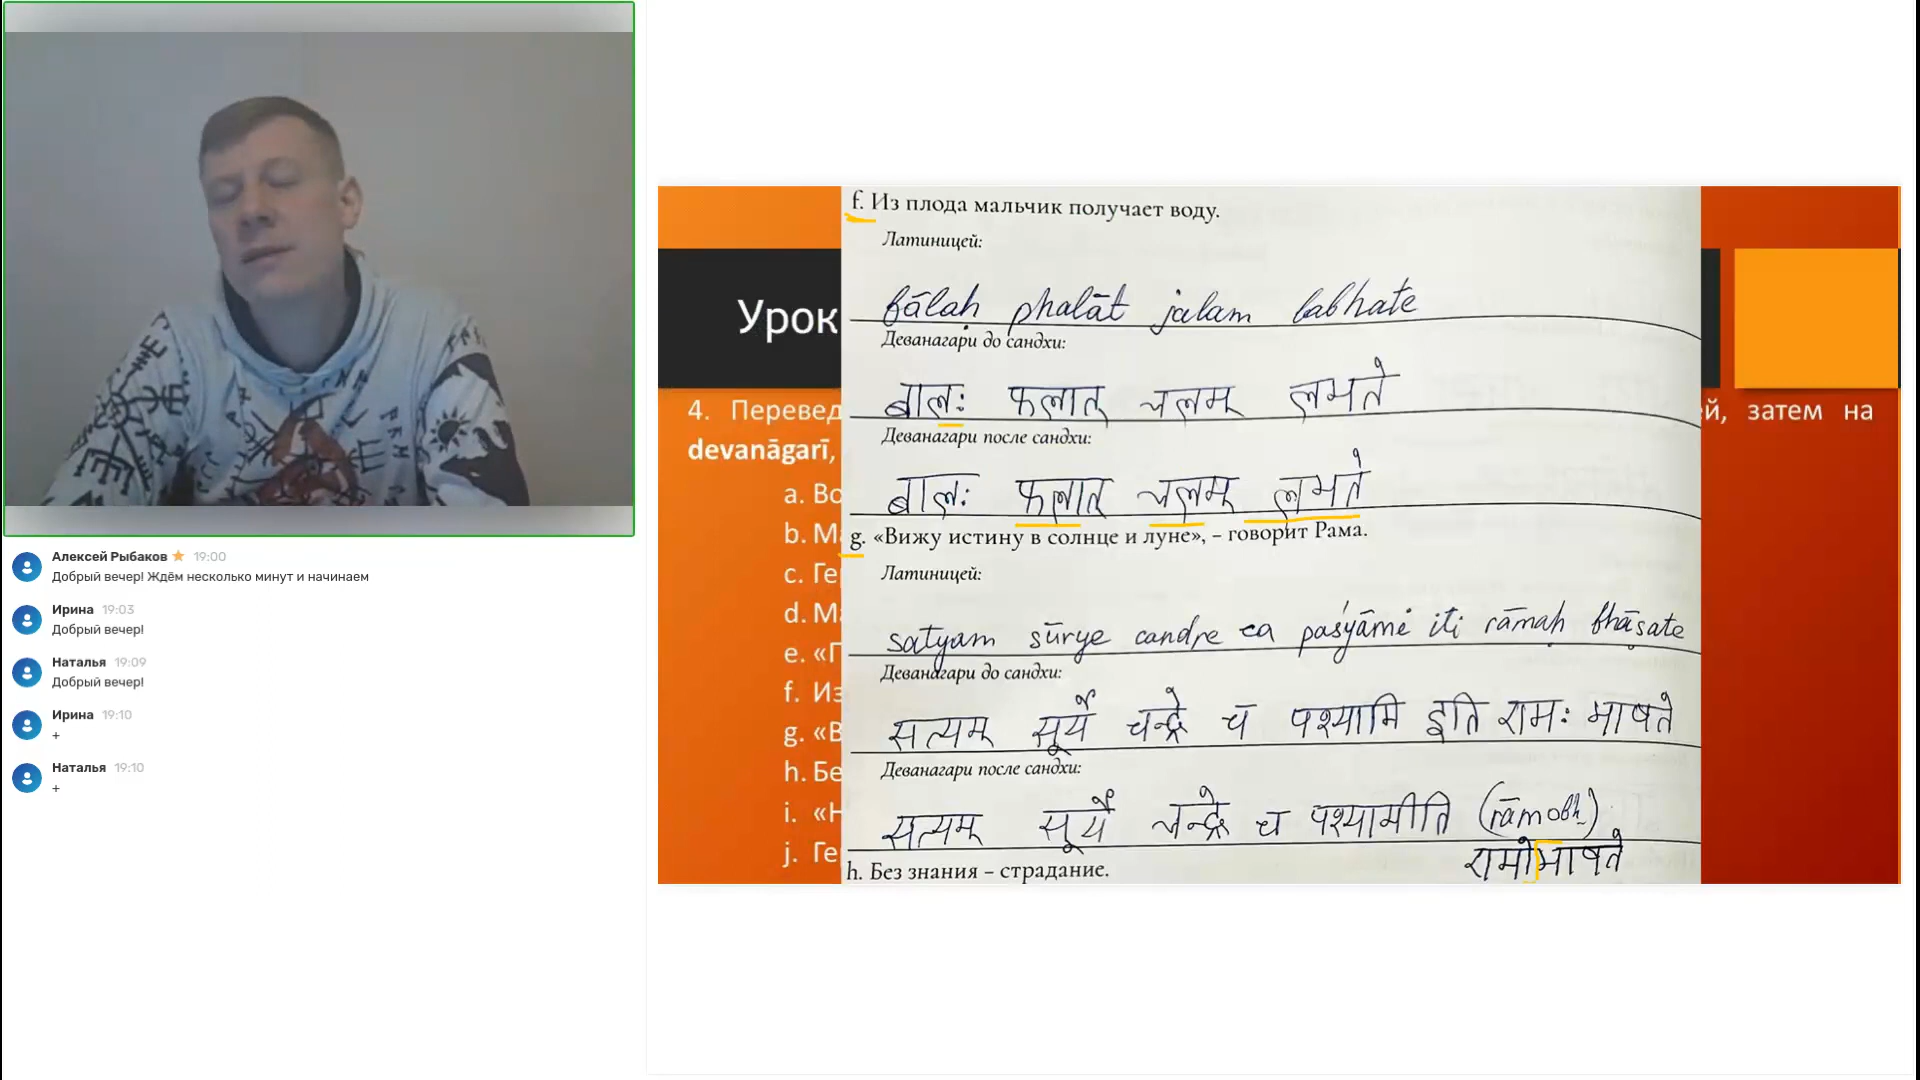 Алексей Рыбаков 19:00
Добрый вечер! Ждём несколько минут и начинаем
Ирина 19:03
Добрый вечер!
Наталья 19:09
Добрый вечер!
Ирина 19:10
+
Наталья 19:10
+
Урок
4. Перевед
й, затем на
devanāgarī,
a. Во
b. Ма
c. Ге
d. Ма
e. «П
f. Из
g. «В
h. Бе
i. «Н
j. Ге
f. Из плода мальчик получает воду.
Латиницей:
bālaḥ phalāt jalam labhate
Деванагари до сандхи:
बालः फलात् जलम् लभते
Деванагари после сандхи:
बालः फलात् जलम् लभते
g. «Вижу истину в солнце и луне», – говорит Рама.
Латиницей:
satyam sūrye candre ca paśyāmi iti rāmaḥ bhāṣate
Деванагари до сандхи:
सत्यम् सूर्ये चन्द्रे च पश्यामि इति रामः भाषते
Деванагари после сандхи:
सत्यम् सूर्ये चन्द्रे च पश्यामीति (rāmobh)
रामोभाषते
h. Без знания – страдание.